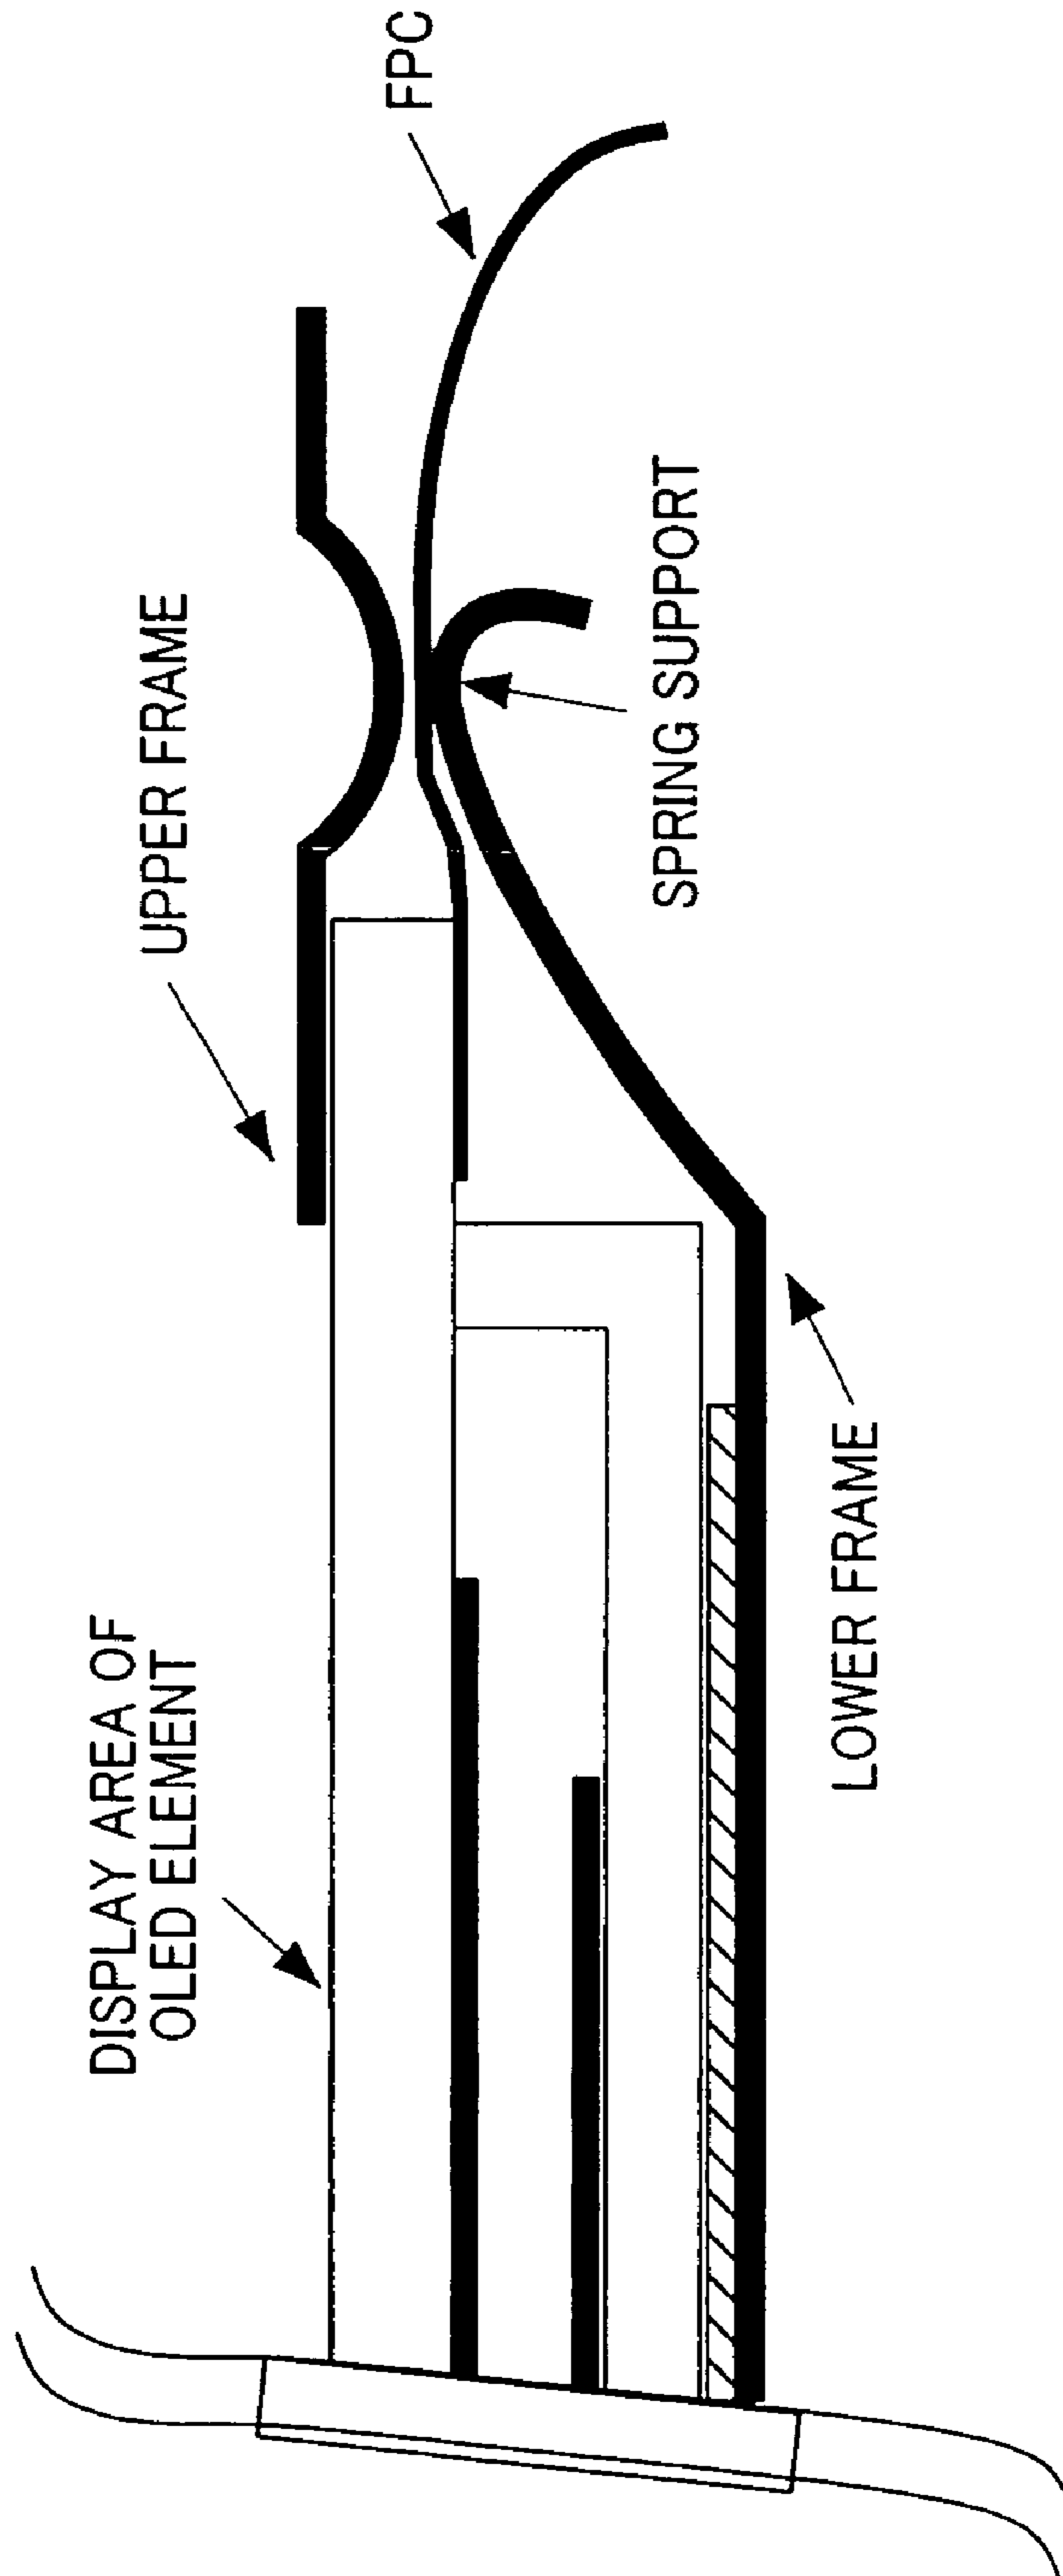 DISPLAY AREA OF
OLED ELEMENT
UPPER FRAME
FPC
SPRING SUPPORT
LOWER FRAME